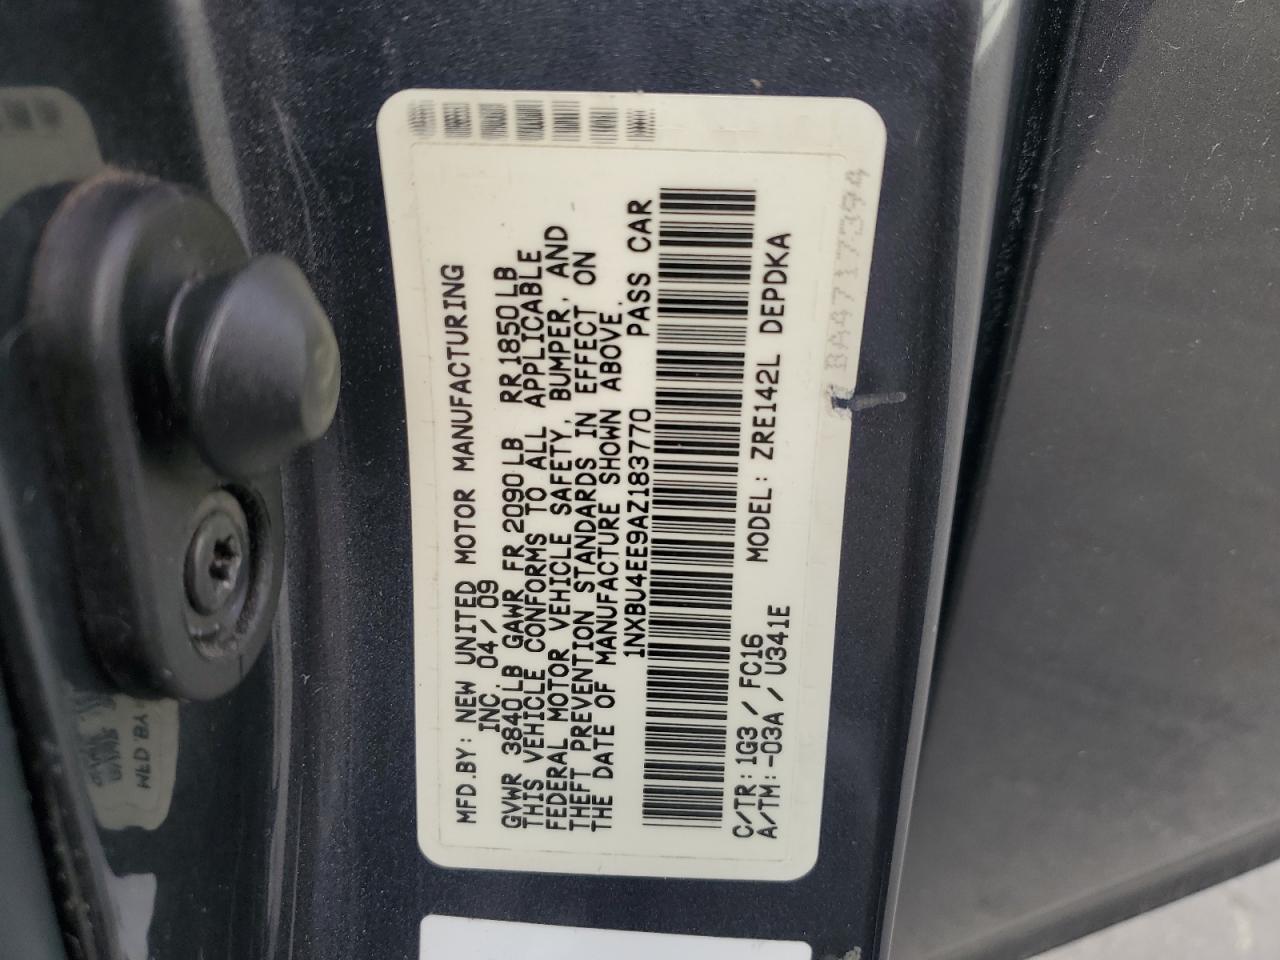 MFD.BY: NEW UNITED MOTOR MANUFACTURING
INC. 04/09
GVWR 3840LB GAWR FR 2090LB RR 1850LB
THIS VEHICLE CONFORMS TO ALL APPLICABLE
FEDERAL MOTOR VEHICLE SAFETY, BUMPER, AND
THEFT PREVENTION STANDARDS IN EFFECT ON
THE DATE OF MANUFACTURE SHOWN ABOVE.
1NXBU4EE9AZ183770 PASS CAR
C/TR:1G3/FC16 MODEL: ZRE142L DEPDKA
A/TM:-03A/U341E
BA4717394